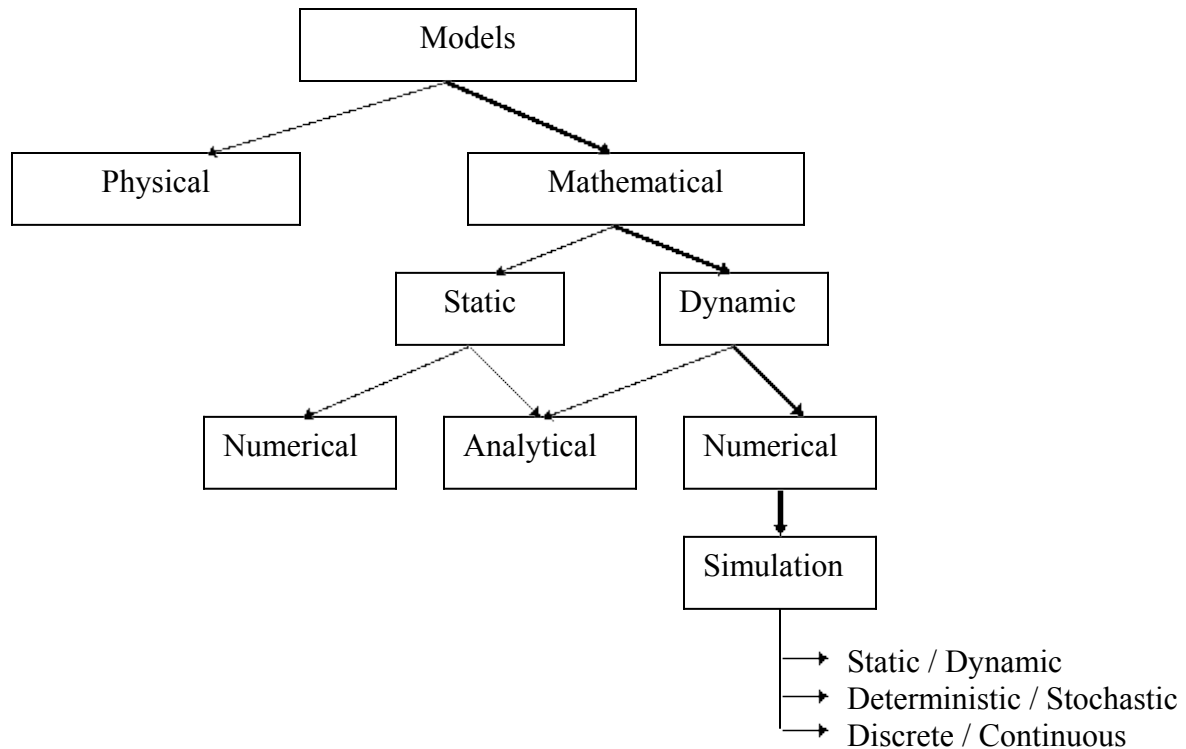 Models
Physical
Mathematical
Static
Dynamic
Numerical
Analytical
Numerical
Simulation
Static / Dynamic
Deterministic / Stochastic
Discrete / Continuous